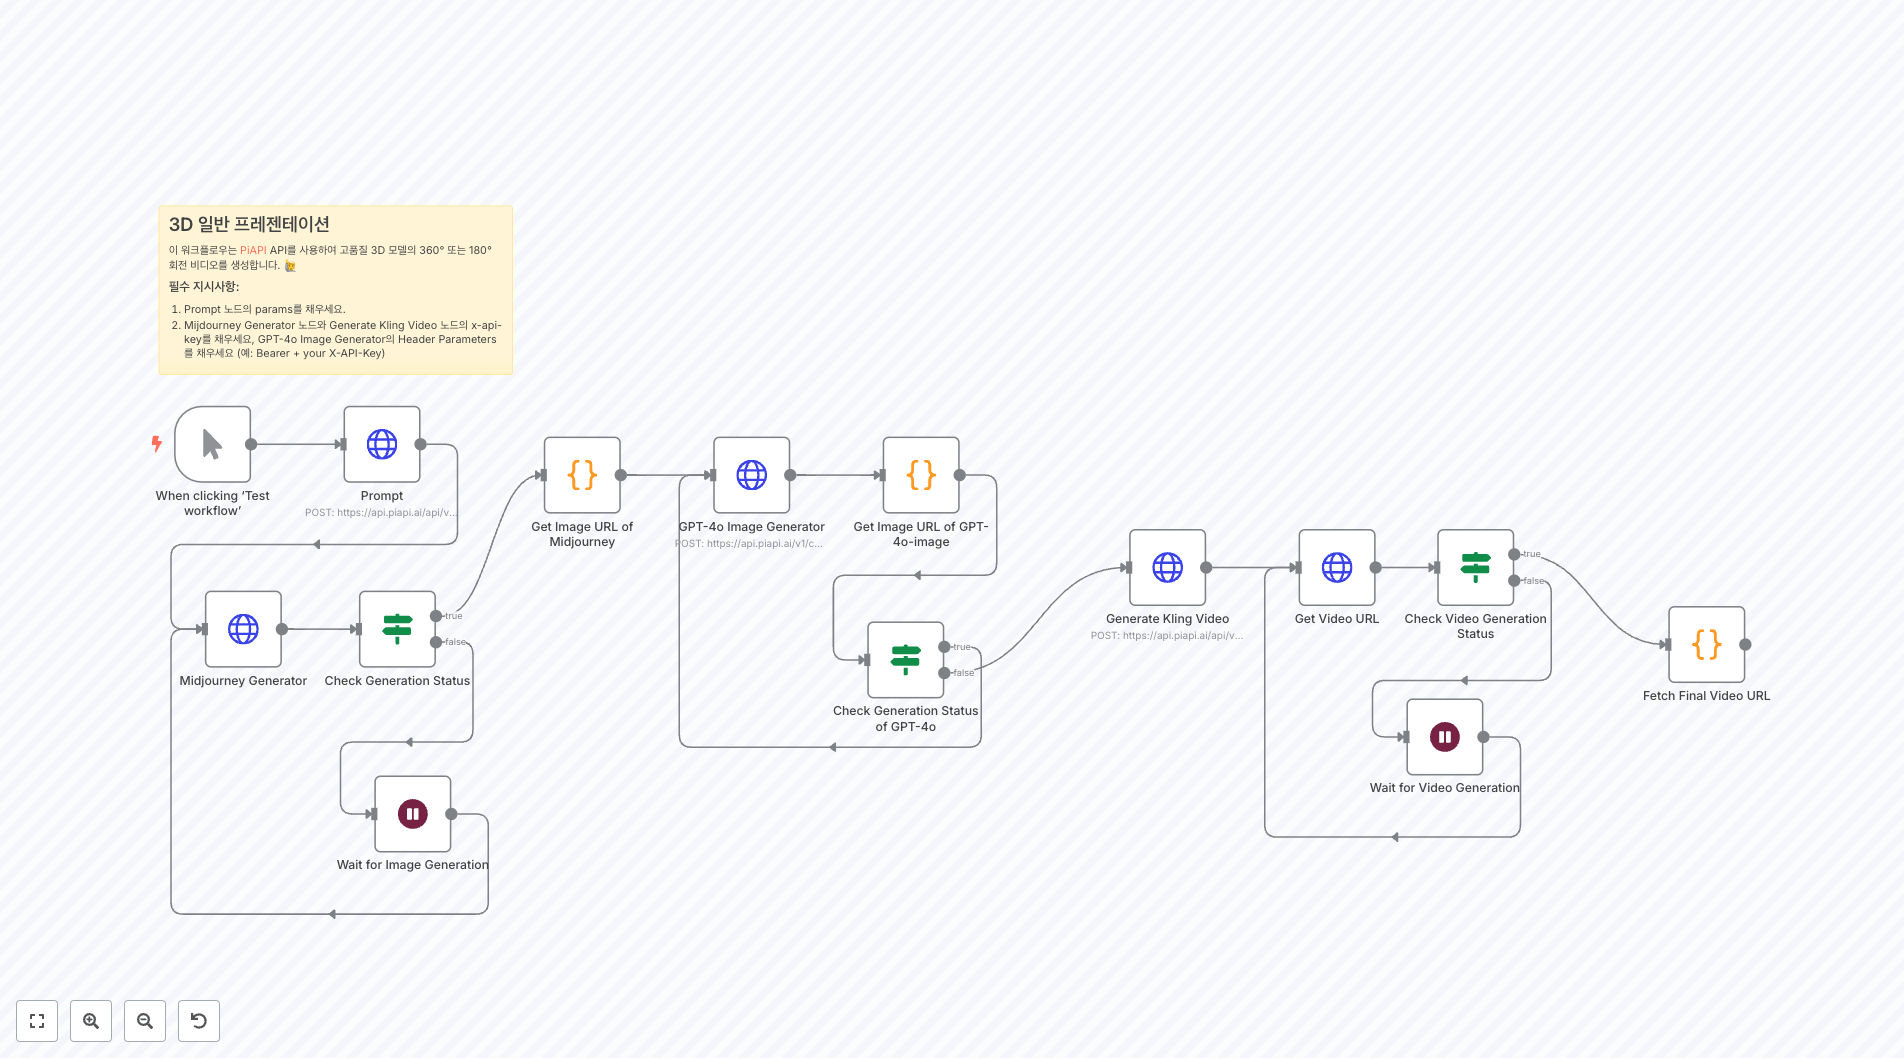 3D 일반 프레젠테이션
이 워크플로우는 PiAPI API를 사용하여 고품질 3D 모델의 360° 또는 180°
회전 비디오를 생성합니다. 🙋
필수 지시사항:
1. Prompt 노드의 params를 채우세요.
2. Mijdourney Generator 노드와 Generate Kling Video 노드의 x-api-
key를 채우세요, GPT-4o Image Generator의 Header Parameters
를 채우세요 (예: Bearer + your X-API-Key)
When clicking ‘Test
workflow’
Prompt
POST: https://api.piapi.ai/api/v...
Midjourney Generator
Check Generation Status
true
false
Wait for Image Generation
Get Image URL of
Midjourney
GPT-4o Image Generator
POST: https://api.piapi.ai/v1/c...
Get Image URL of GPT-
4o-image
Check Generation Status
of GPT-4o
true
false
Generate Kling Video
POST: https://api.piapi.ai/api/v...
Get Video URL
Check Video Generation
Status
true
false
Wait for Video Generation
Fetch Final Video URL